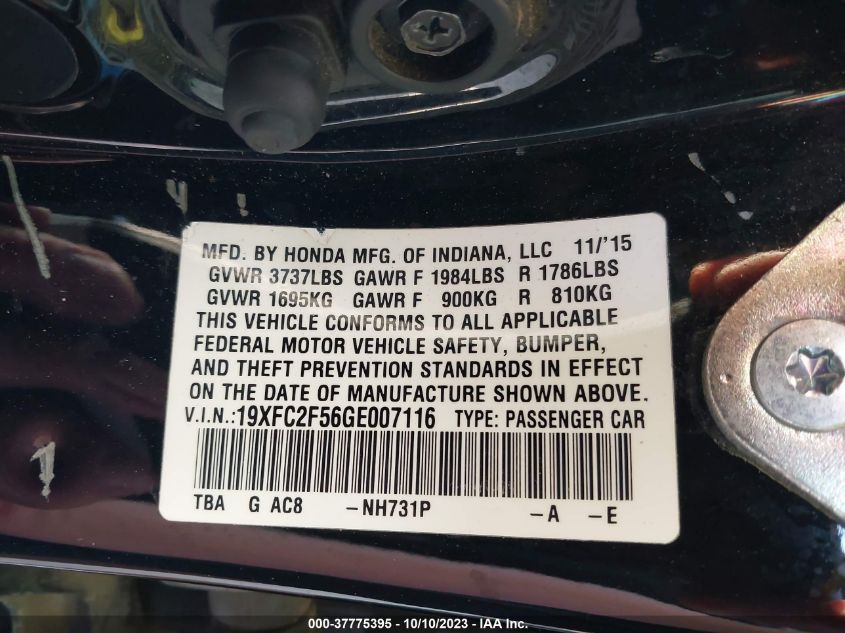 MFD. BY HONDA MFG. OF INDIANA, LLC 11/'15
GVWR 3737LBS GAWR F 1984LBS R 1786LBS
GVWR 1695KG GAWR F 900KG R 810KG
THIS VEHICLE CONFORMS TO ALL APPLICABLE
FEDERAL MOTOR VEHICLE SAFETY, BUMPER,
AND THEFT PREVENTION STANDARDS IN EFFECT
ON THE DATE OF MANUFACTURE SHOWN ABOVE.
V.I.N.:19XFC2F56GE007116 TYPE: PASSENGER CAR
TBA G AC8 -NH731P -A -E
000-37775395 - 10/10/2023 - IAA Inc.